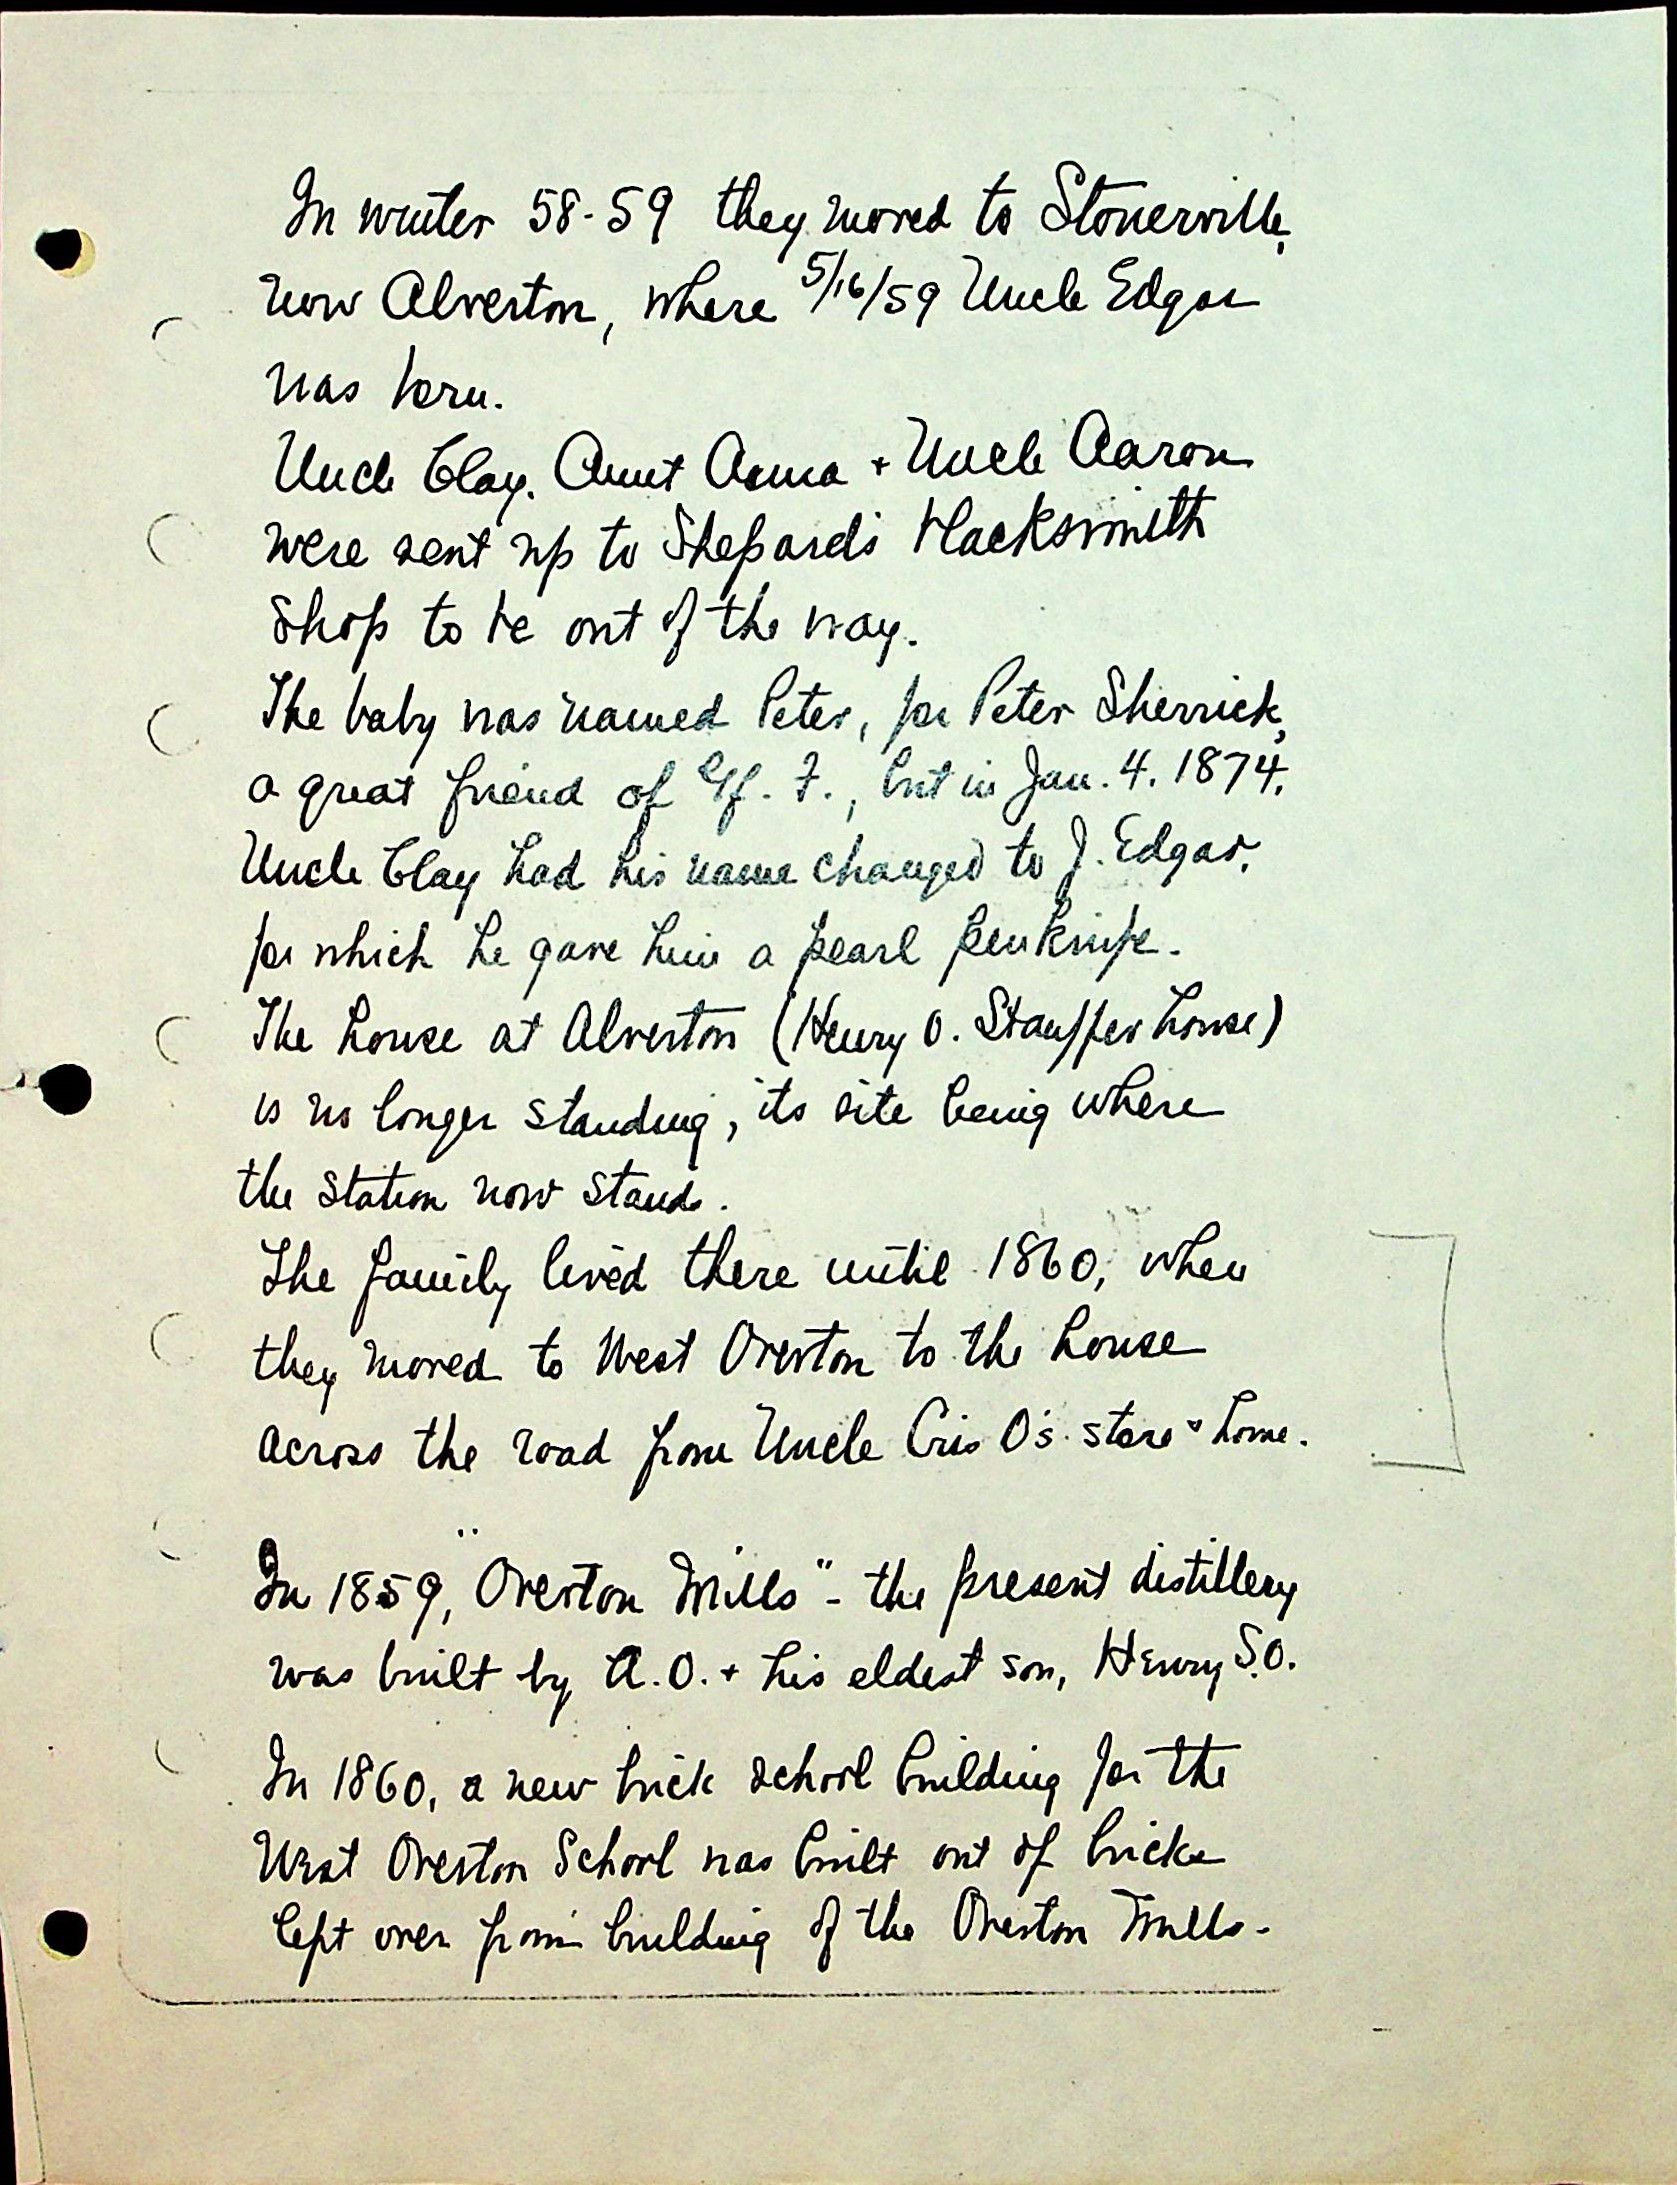 In winter 58-59 they moved to Stonerville,
now Alverton, where 5/16/59 Uncle Edgar
was born.
Uncle Clay, Aunt Anna + Uncle Aaron
were sent up to Shepard's Blacksmith
Shop to be out of the way.
The baby was named Peter, for Peter Sherrick,
a great friend of Gf. F., but in Jan. 4. 1874.
Uncle Clay had his name changed to J. Edgar,
for which he gave him a pearl penknife.
The house at Alverton (Henry O. Stauffer house)
is no longer standing, its site being where
the station now stands.
The family lived there until 1860, when
they moved to West Overton to the house
across the road from Uncle Cris O's store & home.
In 1859, "Overton Mills" - the present distillery
was built by A.O. + his eldest son, Henry S.O.
In 1860, a new brick school building for the
West Overton School was built out of bricks
left over from building of the Overton Mills-